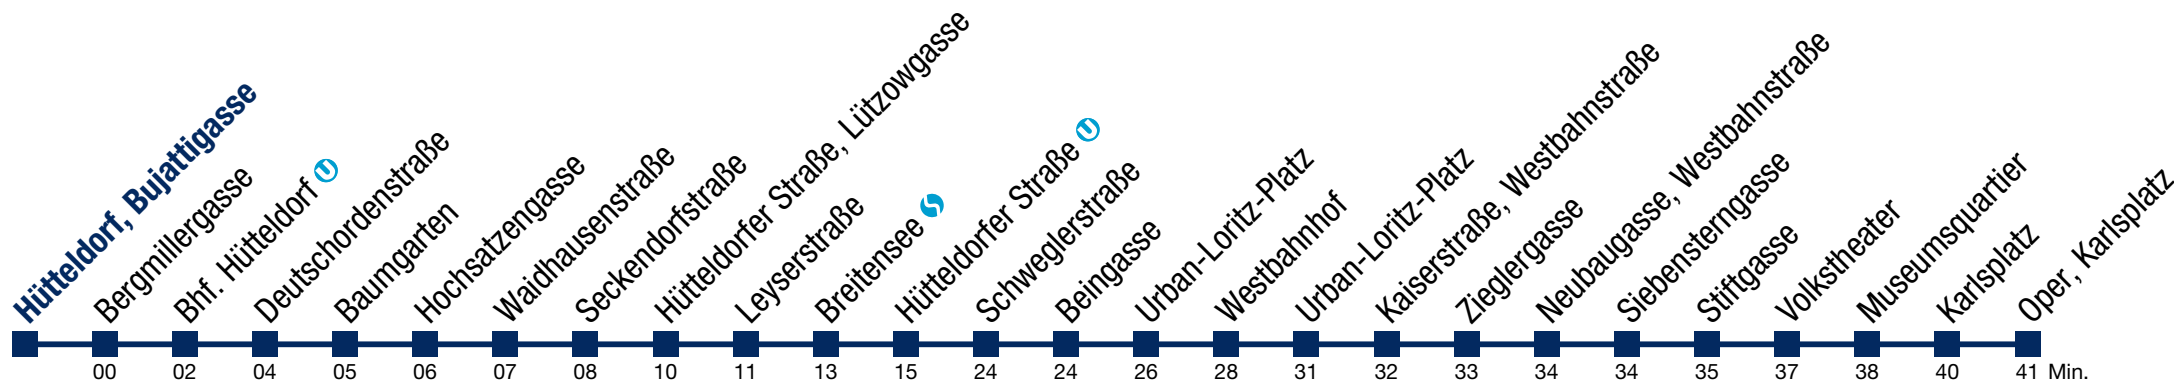 Hütteldorf, Bujattigasse
Bergmillergasse
Bhf. Hütteldorf
Deutschordenstraße
Baumgarten
Hochsatzengasse
Waidhausenstraße
Seckendorfstraße
Hütteldorfer Straße, Lützowgasse
Leyserstraße
Breitensee
Hütteldorfer Straße
Schweglerstraße
Beingasse
Urban-Loritz-Platz
Westbahnhof
Urban-Loritz-Platz
Kaiserstraße, Westbahnstraße
Zieglergasse
Neubaugasse, Westbahnstraße
Siebensterngasse
Stiftgasse
Volkstheater
Museumsquartier
Karlsplatz
Oper, Karlsplatz
00 02 04 05 06 07 08 10 11 13 15 24 24 26 28 31 32 33 34 34 35 37 38 40 41 Min.